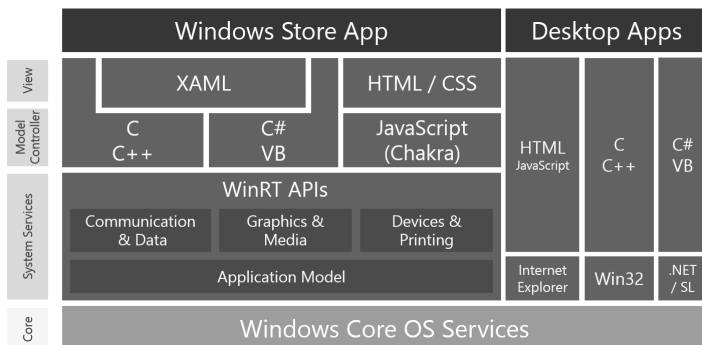 Windows Store App
Desktop Apps
View
XAML
HTML / CSS
Model
Controller
C
C++
C#
VB
JavaScript
(Chakra)
HTML
JavaScript
C
C++
C#
VB
System Services
WinRT APIs
Communication
& Data
Graphics &
Media
Devices &
Printing
Application Model
Internet
Explorer
Win32
.NET
/ SL
Core
Windows Core OS Services